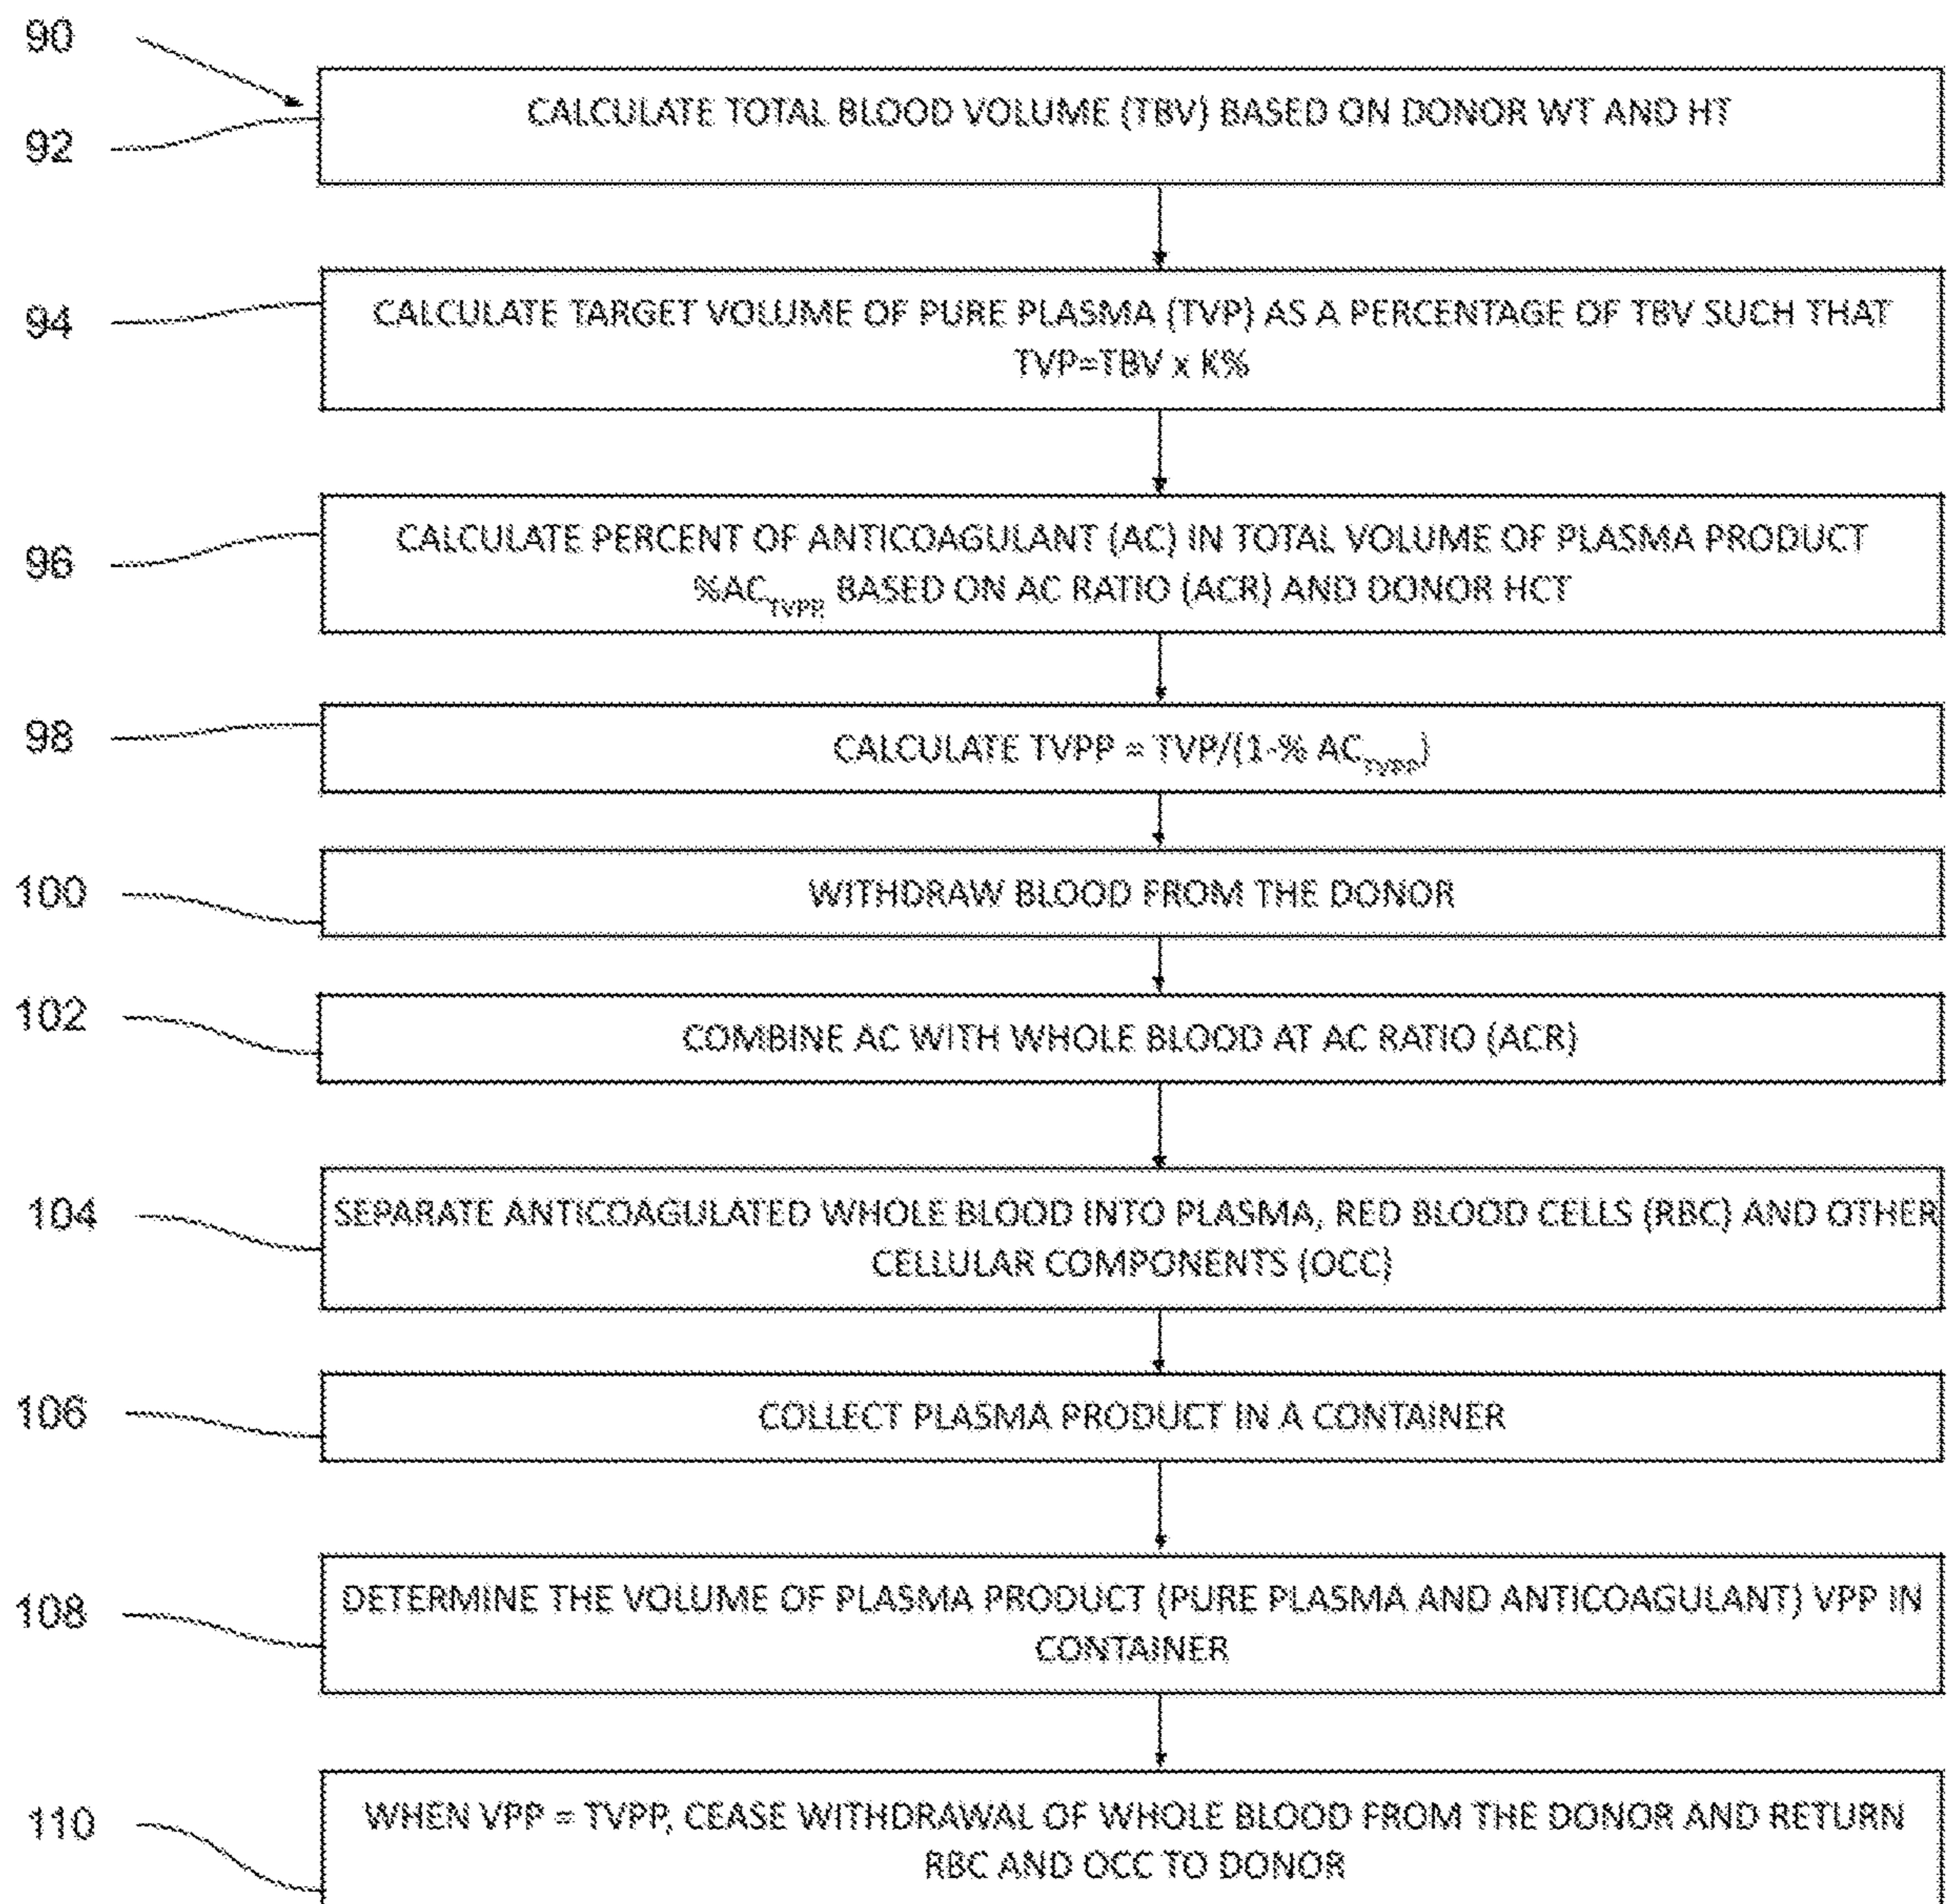 90
92
CALCULATE TOTAL BLOOD VOLUME (TBV) BASED ON DONOR WT AND HT
94
CALCULATE TARGET VOLUME OF PURE PLASMA (TVP) AS A PERCENTAGE OF TBV SUCH THAT
TVP=TBV x K%
96
CALCULATE PERCENT OF ANTICOAGULANT (AC) IN TOTAL VOLUME OF PLASMA PRODUCT
%AC_TVPP BASED ON AC RATIO (ACR) AND DONOR HCT
98
CALCULATE TVPP = TVP/(1-% AC_TVPP)
100
WITHDRAW BLOOD FROM THE DONOR
102
COMBINE AC WITH WHOLE BLOOD AT AC RATIO (ACR)
104
SEPARATE ANTICOAGULATED WHOLE BLOOD INTO PLASMA, RED BLOOD CELLS (RBC) AND OTHER
CELLULAR COMPONENTS (OCC)
106
COLLECT PLASMA PRODUCT IN A CONTAINER
108
DETERMINE THE VOLUME OF PLASMA PRODUCT (PURE PLASMA AND ANTICOAGULANT) VPP IN
CONTAINER
110
WHEN VPP = TVPP, CEASE WITHDRAWAL OF WHOLE BLOOD FROM THE DONOR AND RETURN
RBC AND OCC TO DONOR